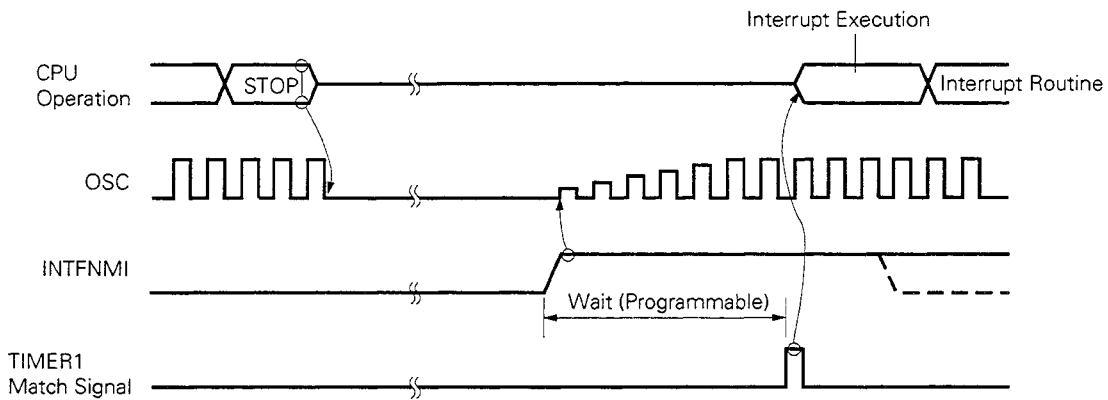 Interrupt Execution
CPU
Operation
STOP
Interrupt Routine
OSC
INTFNMI
Wait (Programmable)
TIMER1
Match Signal